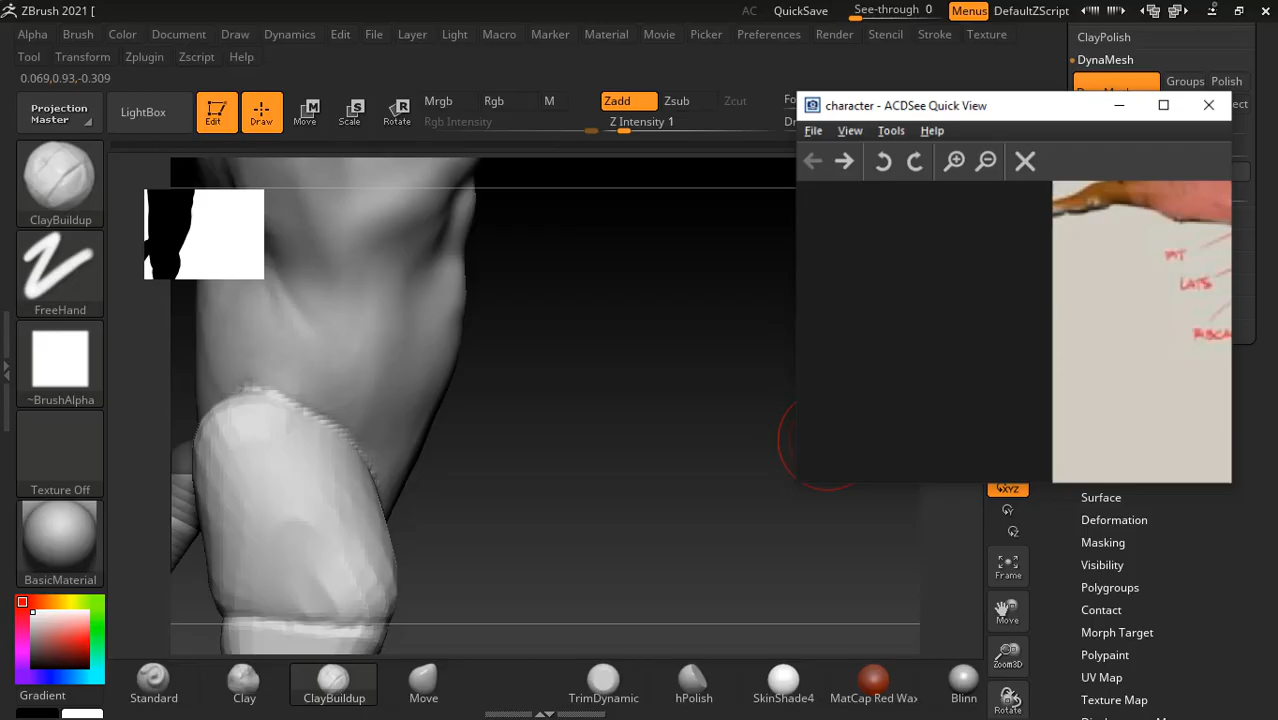 ZBrush 2021 [
AC
QuickSave
See-through 0
Menus
DefaultZScript
Alpha
Brush
Color
Document
Draw
Dynamics
Edit
File
Layer
Light
Macro
Marker
Material
Movie
Picker
Preferences
Render
Stencil
Stroke
Texture
Tool
Transform
Zplugin
Zscript
Help
0.069,0.93,-0.309
Projection
Master
LightBox
Edit
Draw
Move
Scale
Rotate
Mrgb
Rgb
M
Rgb Intensity
Zadd
Zsub
Zcut
Z Intensity 1
ClayPolish
DynaMesh
Groups
Polish
character - ACDSee Quick View
File
View
Tools
Help
PIT
LATS
ClayBuildup
FreeHand
~BrushAlpha
Texture Off
BasicMaterial
Gradient
XYZ
Y
Z
Frame
Move
Zoom3D
Rotate
Surface
Deformation
Masking
Visibility
Polygroups
Contact
Morph Target
Polypaint
UV Map
Texture Map
Standard
Clay
ClayBuildup
Move
TrimDynamic
hPolish
SkinShade4
MatCap Red Wax
Blinn